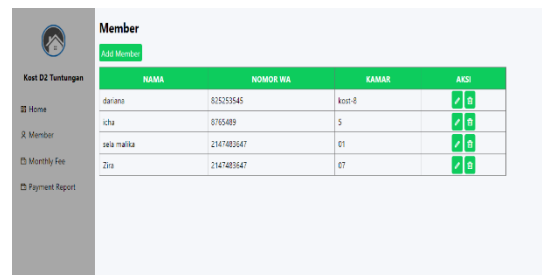 Kost D2 Tuntungan
Home
Member
Monthly Fee
Payment Report
Member
Add Member
NAMA NOMOR WA KAMAR AKSI
dariana 825253545 kost-8
icha 8765489 5
sela malika 2147483647 01
Zira 2147483647 07